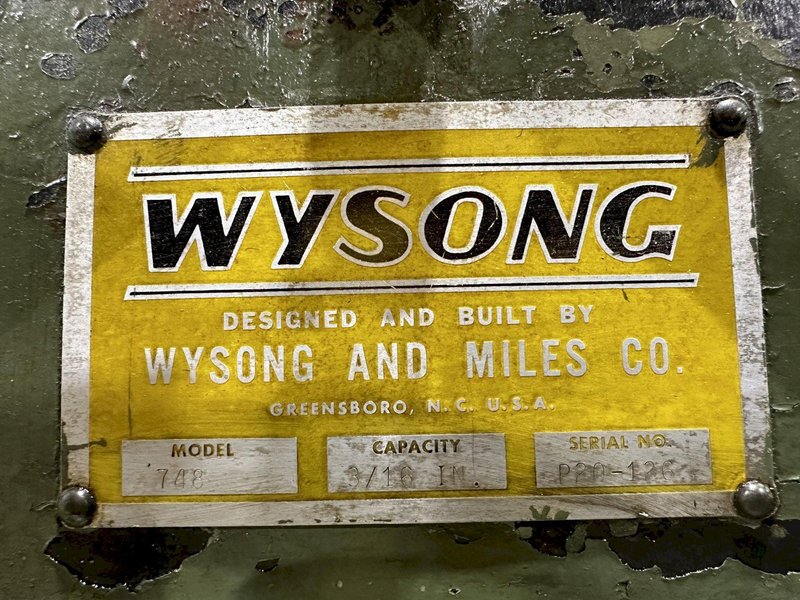 WYSONG
DESIGNED AND BUILT BY
WYSONG AND MILES CO.
GREENSBORO, N.C. U.S.A.
MODEL CAPACITY SERIAL NO.
748 3/16 IN.